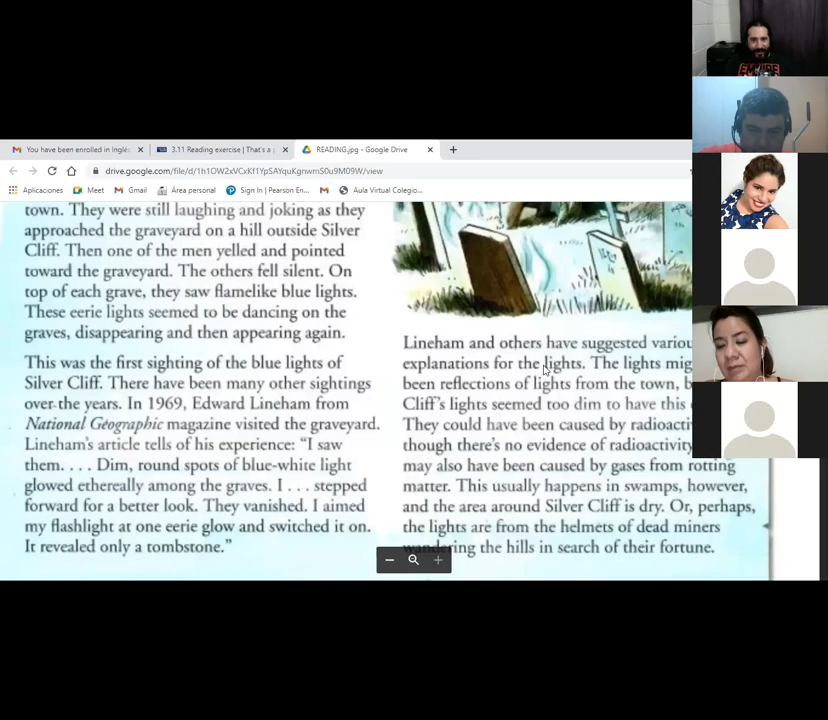 You have been enrolled in Inglés
3.11 Reading exercise | That's a p
READING.jpg - Google Drive
drive.google.com/file/d/1h1OW2xVCxKf1YpSAYquKgnwmS0u9M09W/view
Aplicaciones
Meet
Gmail
Área personal
Sign In | Pearson En...
Aula Virtual Colegio...
town. They were still laughing and joking as they
approached the graveyard on a hill outside Silver
Cliff. Then one of the men yelled and pointed
toward the graveyard. The others fell silent. On
top of each grave, they saw flamelike blue lights.
These eerie lights seemed to be dancing on the
graves, disappearing and then appearing again.
This was the first sighting of the blue lights of
Silver Cliff. There have been many other sightings
over the years. In 1969, Edward Lineham from
National Geographic magazine visited the graveyard.
Lineham's article tells of his experience: "I saw
them. . . . Dim, round spots of blue-white light
glowed ethereally among the graves. I . . . stepped
forward for a better look. They vanished. I aimed
my flashlight at one eerie glow and switched it on.
It revealed only a tombstone."
Lineham and others have suggested variou
explanations for the lights. The lights mig
been reflections of lights from the town, b
Cliff's lights seemed too dim to have this
They could have been caused by radioacti
though there's no evidence of radioactivity
may also have been caused by gases from rotting
matter. This usually happens in swamps, however,
and the area around Silver Cliff is dry. Or, perhaps,
the lights are from the helmets of dead miners
wandering the hills in search of their fortune.
EMPIRE